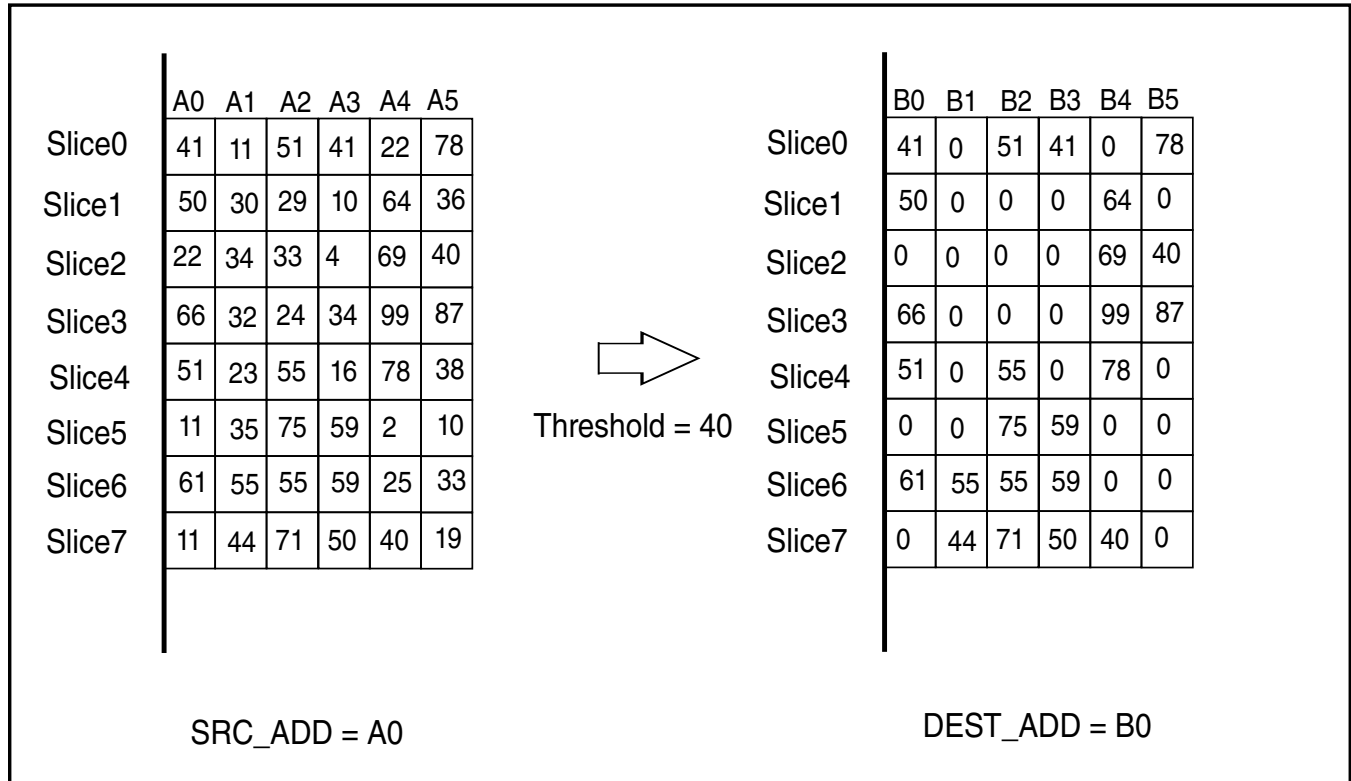 A0 A1 A2 A3 A4 A5
Slice0 41 11 51 41 22 78
Slice1 50 30 29 10 64 36
Slice2 22 34 33 4 69 40
Slice3 66 32 24 34 99 87
Slice4 51 23 55 16 78 38
Slice5 11 35 75 59 2 10
Slice6 61 55 55 59 25 33
Slice7 11 44 71 50 40 19
SRC_ADD = A0
Threshold = 40
B0 B1 B2 B3 B4 B5
Slice0 41 0 51 41 0 78
Slice1 50 0 0 0 64 0
Slice2 0 0 0 0 69 40
Slice3 66 0 0 0 99 87
Slice4 51 0 55 0 78 0
Slice5 0 0 75 59 0 0
Slice6 61 55 55 59 0 0
Slice7 0 44 71 50 40 0
DEST_ADD = B0